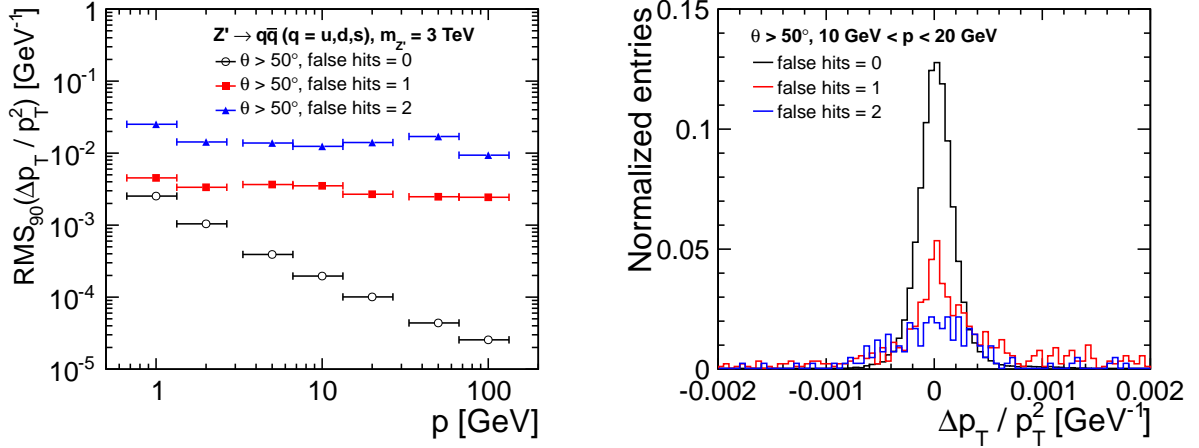 RMS₉₀(Δp_T / p_T²) [GeV⁻¹]
1
10⁻¹
10⁻²
10⁻³
10⁻⁴
10⁻⁵
Z' → qq̅ (q = u,d,s), m_Z' = 3 TeV
θ > 50°, false hits = 0
θ > 50°, false hits = 1
θ > 50°, false hits = 2
1 10 100
p [GeV]
Normalized entries
0.15
0.1
0.05
0
θ > 50°, 10 GeV < p < 20 GeV
false hits = 0
false hits = 1
false hits = 2
-0.002 -0.001 0 0.001 0.002
Δp_T / p_T² [GeV⁻¹]